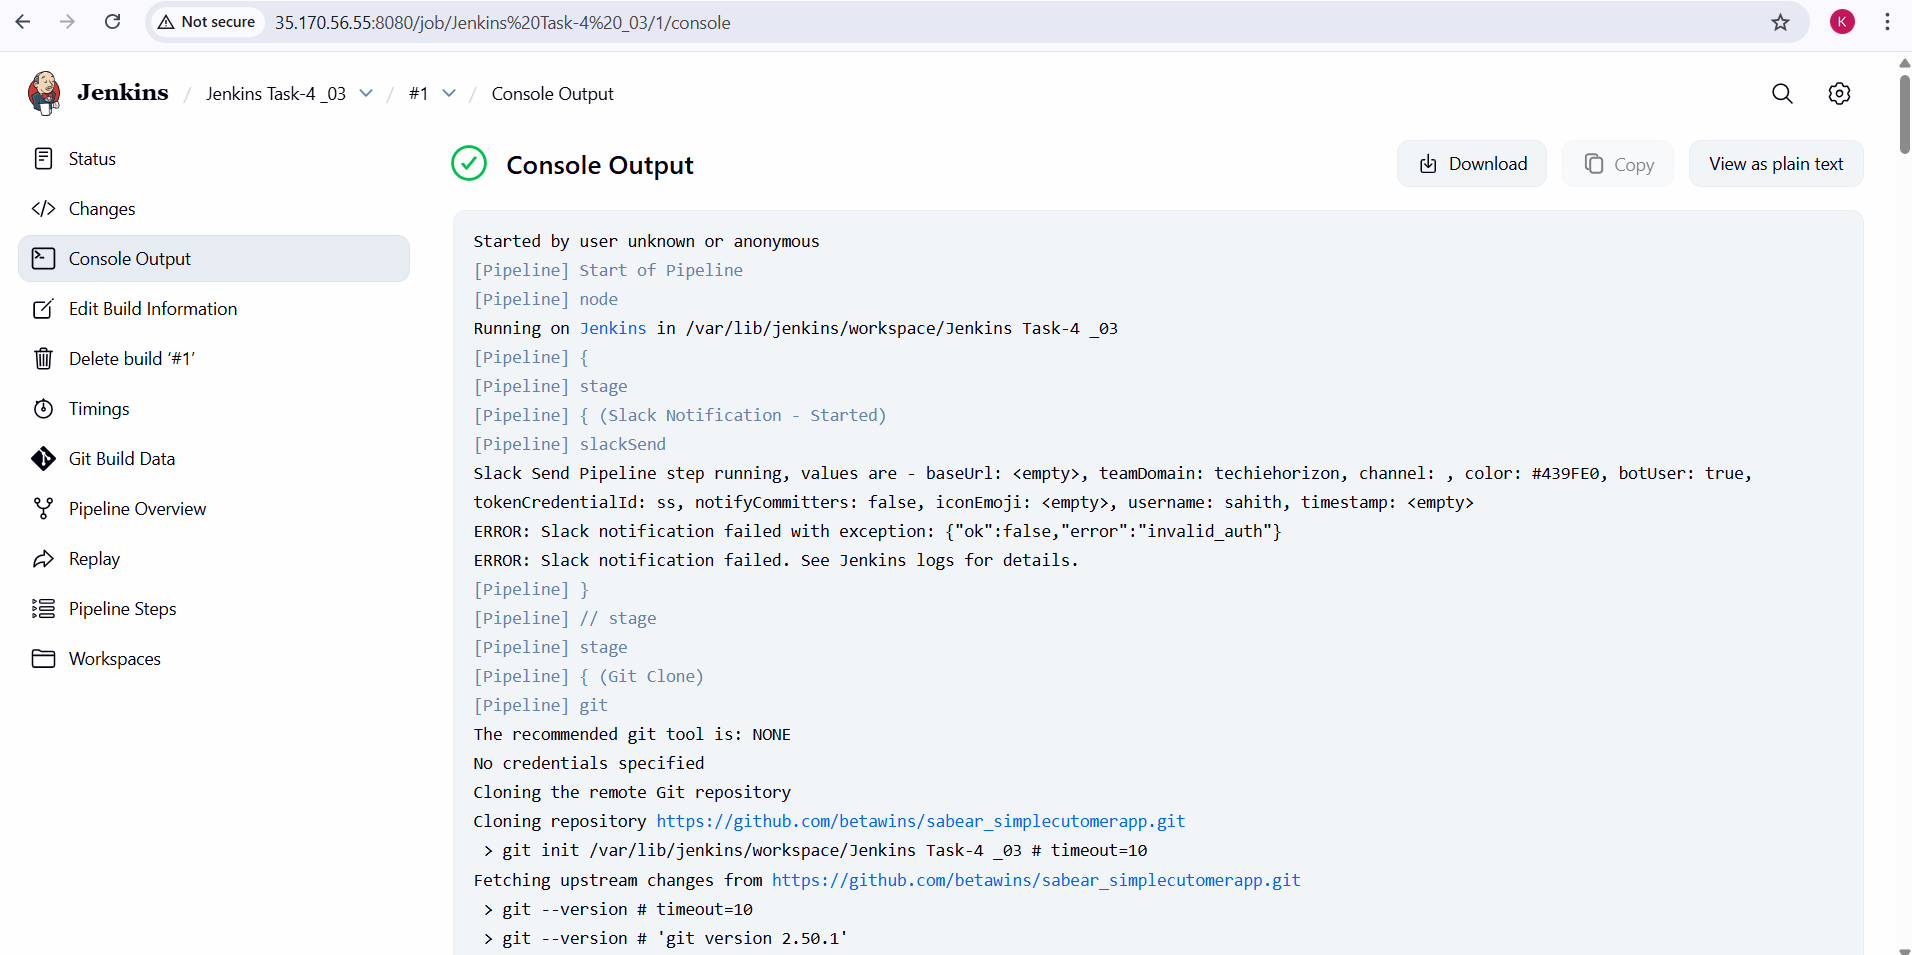 Not secure 35.170.56.55:8080/job/Jenkins%20Task-4%20_03/1/console K
Jenkins / Jenkins Task-4 _03 / #1 / Console Output
Status
Changes
Console Output
Edit Build Information
Delete build ‘#1’
Timings
Git Build Data
Pipeline Overview
Replay
Pipeline Steps
Workspaces
Console Output
Download
Copy
View as plain text
Started by user unknown or anonymous
[Pipeline] Start of Pipeline
[Pipeline] node
Running on Jenkins in /var/lib/jenkins/workspace/Jenkins Task-4 _03
[Pipeline] {
[Pipeline] stage
[Pipeline] { (Slack Notification - Started)
[Pipeline] slackSend
Slack Send Pipeline step running, values are - baseUrl: <empty>, teamDomain: techiehorizon, channel: , color: #439FE0, botUser: true,
tokenCredentialId: ss, notifyCommitters: false, iconEmoji: <empty>, username: sahith, timestamp: <empty>
ERROR: Slack notification failed with exception: {"ok":false,"error":"invalid_auth"}
ERROR: Slack notification failed. See Jenkins logs for details.
[Pipeline] }
[Pipeline] // stage
[Pipeline] stage
[Pipeline] { (Git Clone)
[Pipeline] git
The recommended git tool is: NONE
No credentials specified
Cloning the remote Git repository
Cloning repository https://github.com/betawins/sabear_simplecutomerapp.git
> git init /var/lib/jenkins/workspace/Jenkins Task-4 _03 # timeout=10
Fetching upstream changes from https://github.com/betawins/sabear_simplecutomerapp.git
> git --version # timeout=10
> git --version # 'git version 2.50.1'